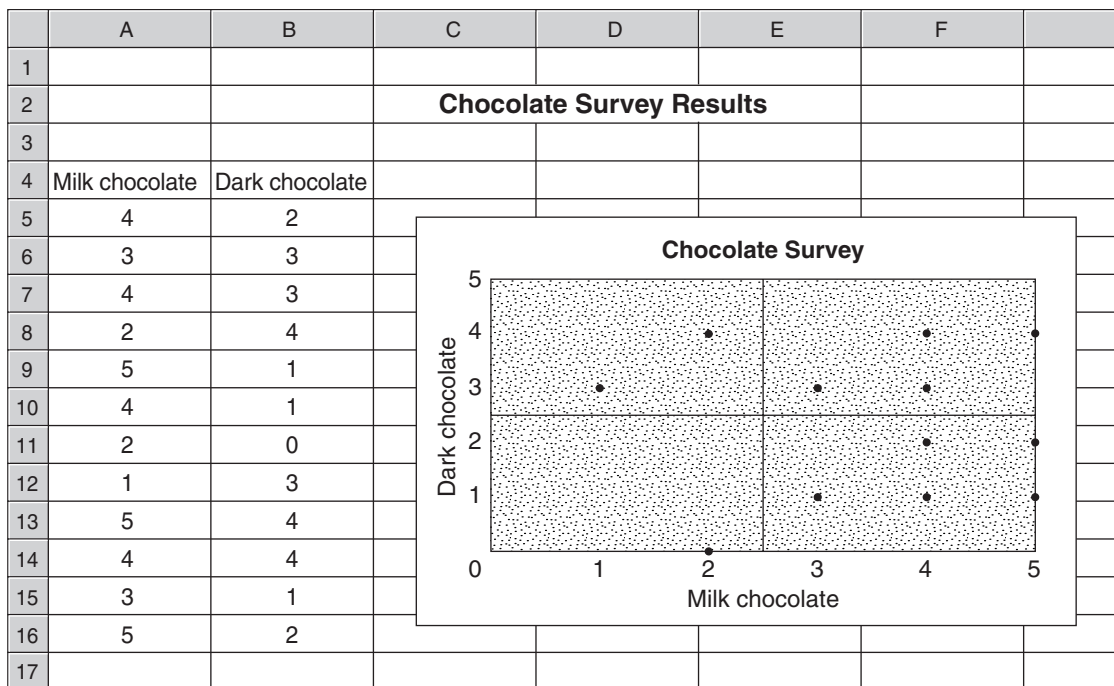 A B C D E F
1
2 Chocolate Survey Results
3
4 Milk chocolate Dark chocolate
5 4 2
6 3 3
7 4 3
8 2 4
9 5 1
10 4 1
11 2 0
12 1 3
13 5 4
14 4 4
15 3 1
16 5 2
17
Chocolate Survey
5
4
3
2
1
0 1 2 3 4 5
Dark chocolate
Milk chocolate